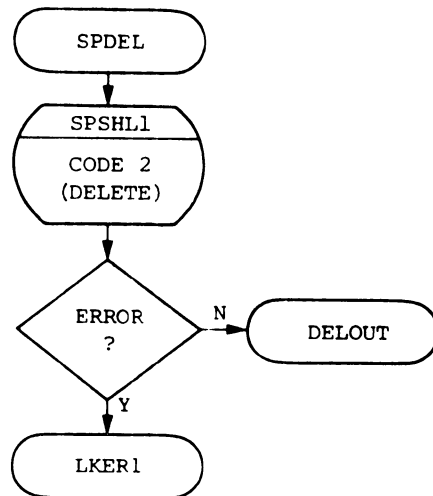 SPDEL
SPSHL1
CODE 2
(DELETE)
ERROR
?
N
DELOUT
Y
LKER1